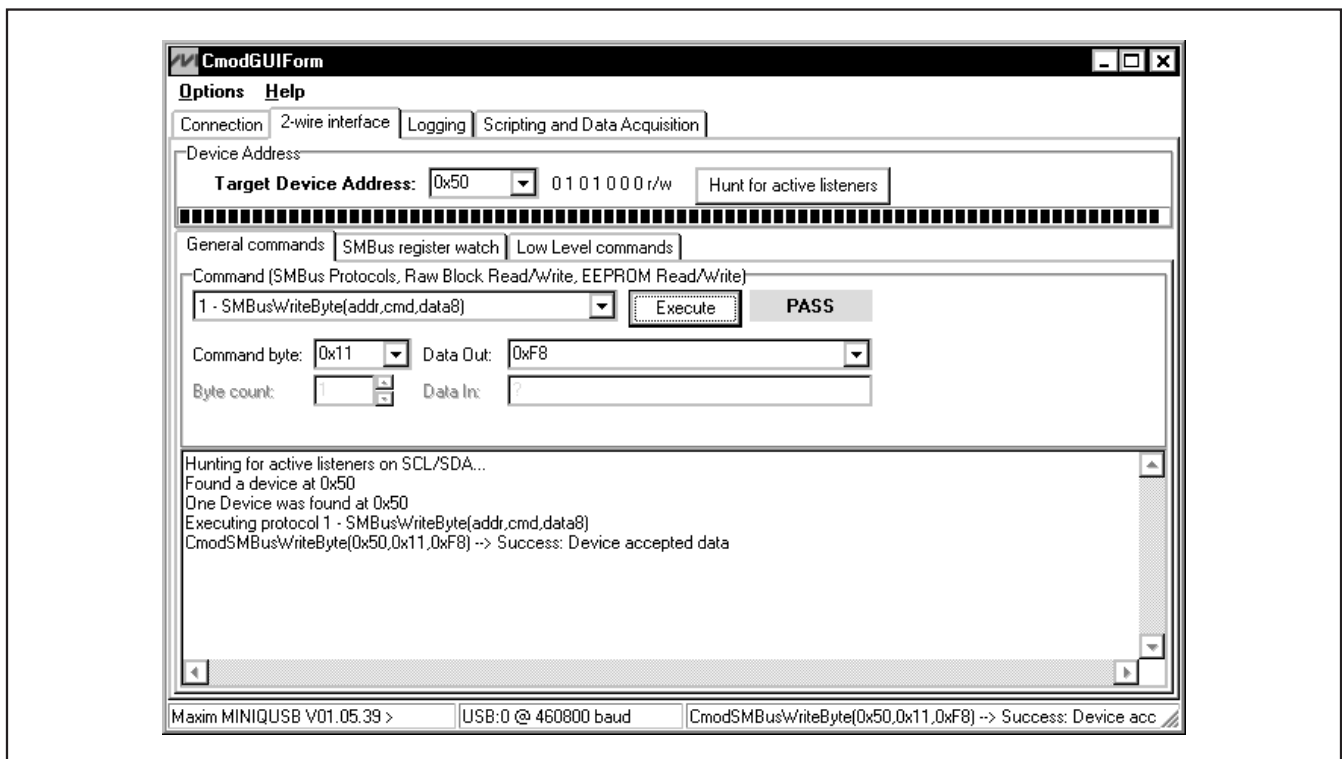 CmodGUIForm
Options Help
Connection 2-wire interface Logging Scripting and Data Acquisition
Device Address
Target Device Address: 0x50 0 1 0 1 0 0 0 r/w Hunt for active listeners
General commands SMBus register watch Low Level commands
Command (SMBus Protocols, Raw Block Read/Write, EEPROM Read/Write)
1 - SMBusWriteByte(addr,cmd,data8) Execute PASS
Command byte: 0x11 Data Out: 0xF8
Byte count: 1 Data In: ?
Hunting for active listeners on SCL/SDA...
Found a device at 0x50
One Device was found at 0x50
Executing protocol 1 - SMBusWriteByte(addr,cmd,data8)
CmodSMBusWriteByte(0x50,0x11,0xF8) --> Success: Device accepted data
Maxim MINIQUSB V01.05.39 > USB:0 @ 460800 baud CmodSMBusWriteByte(0x50,0x11,0xF8) --> Success: Device acc